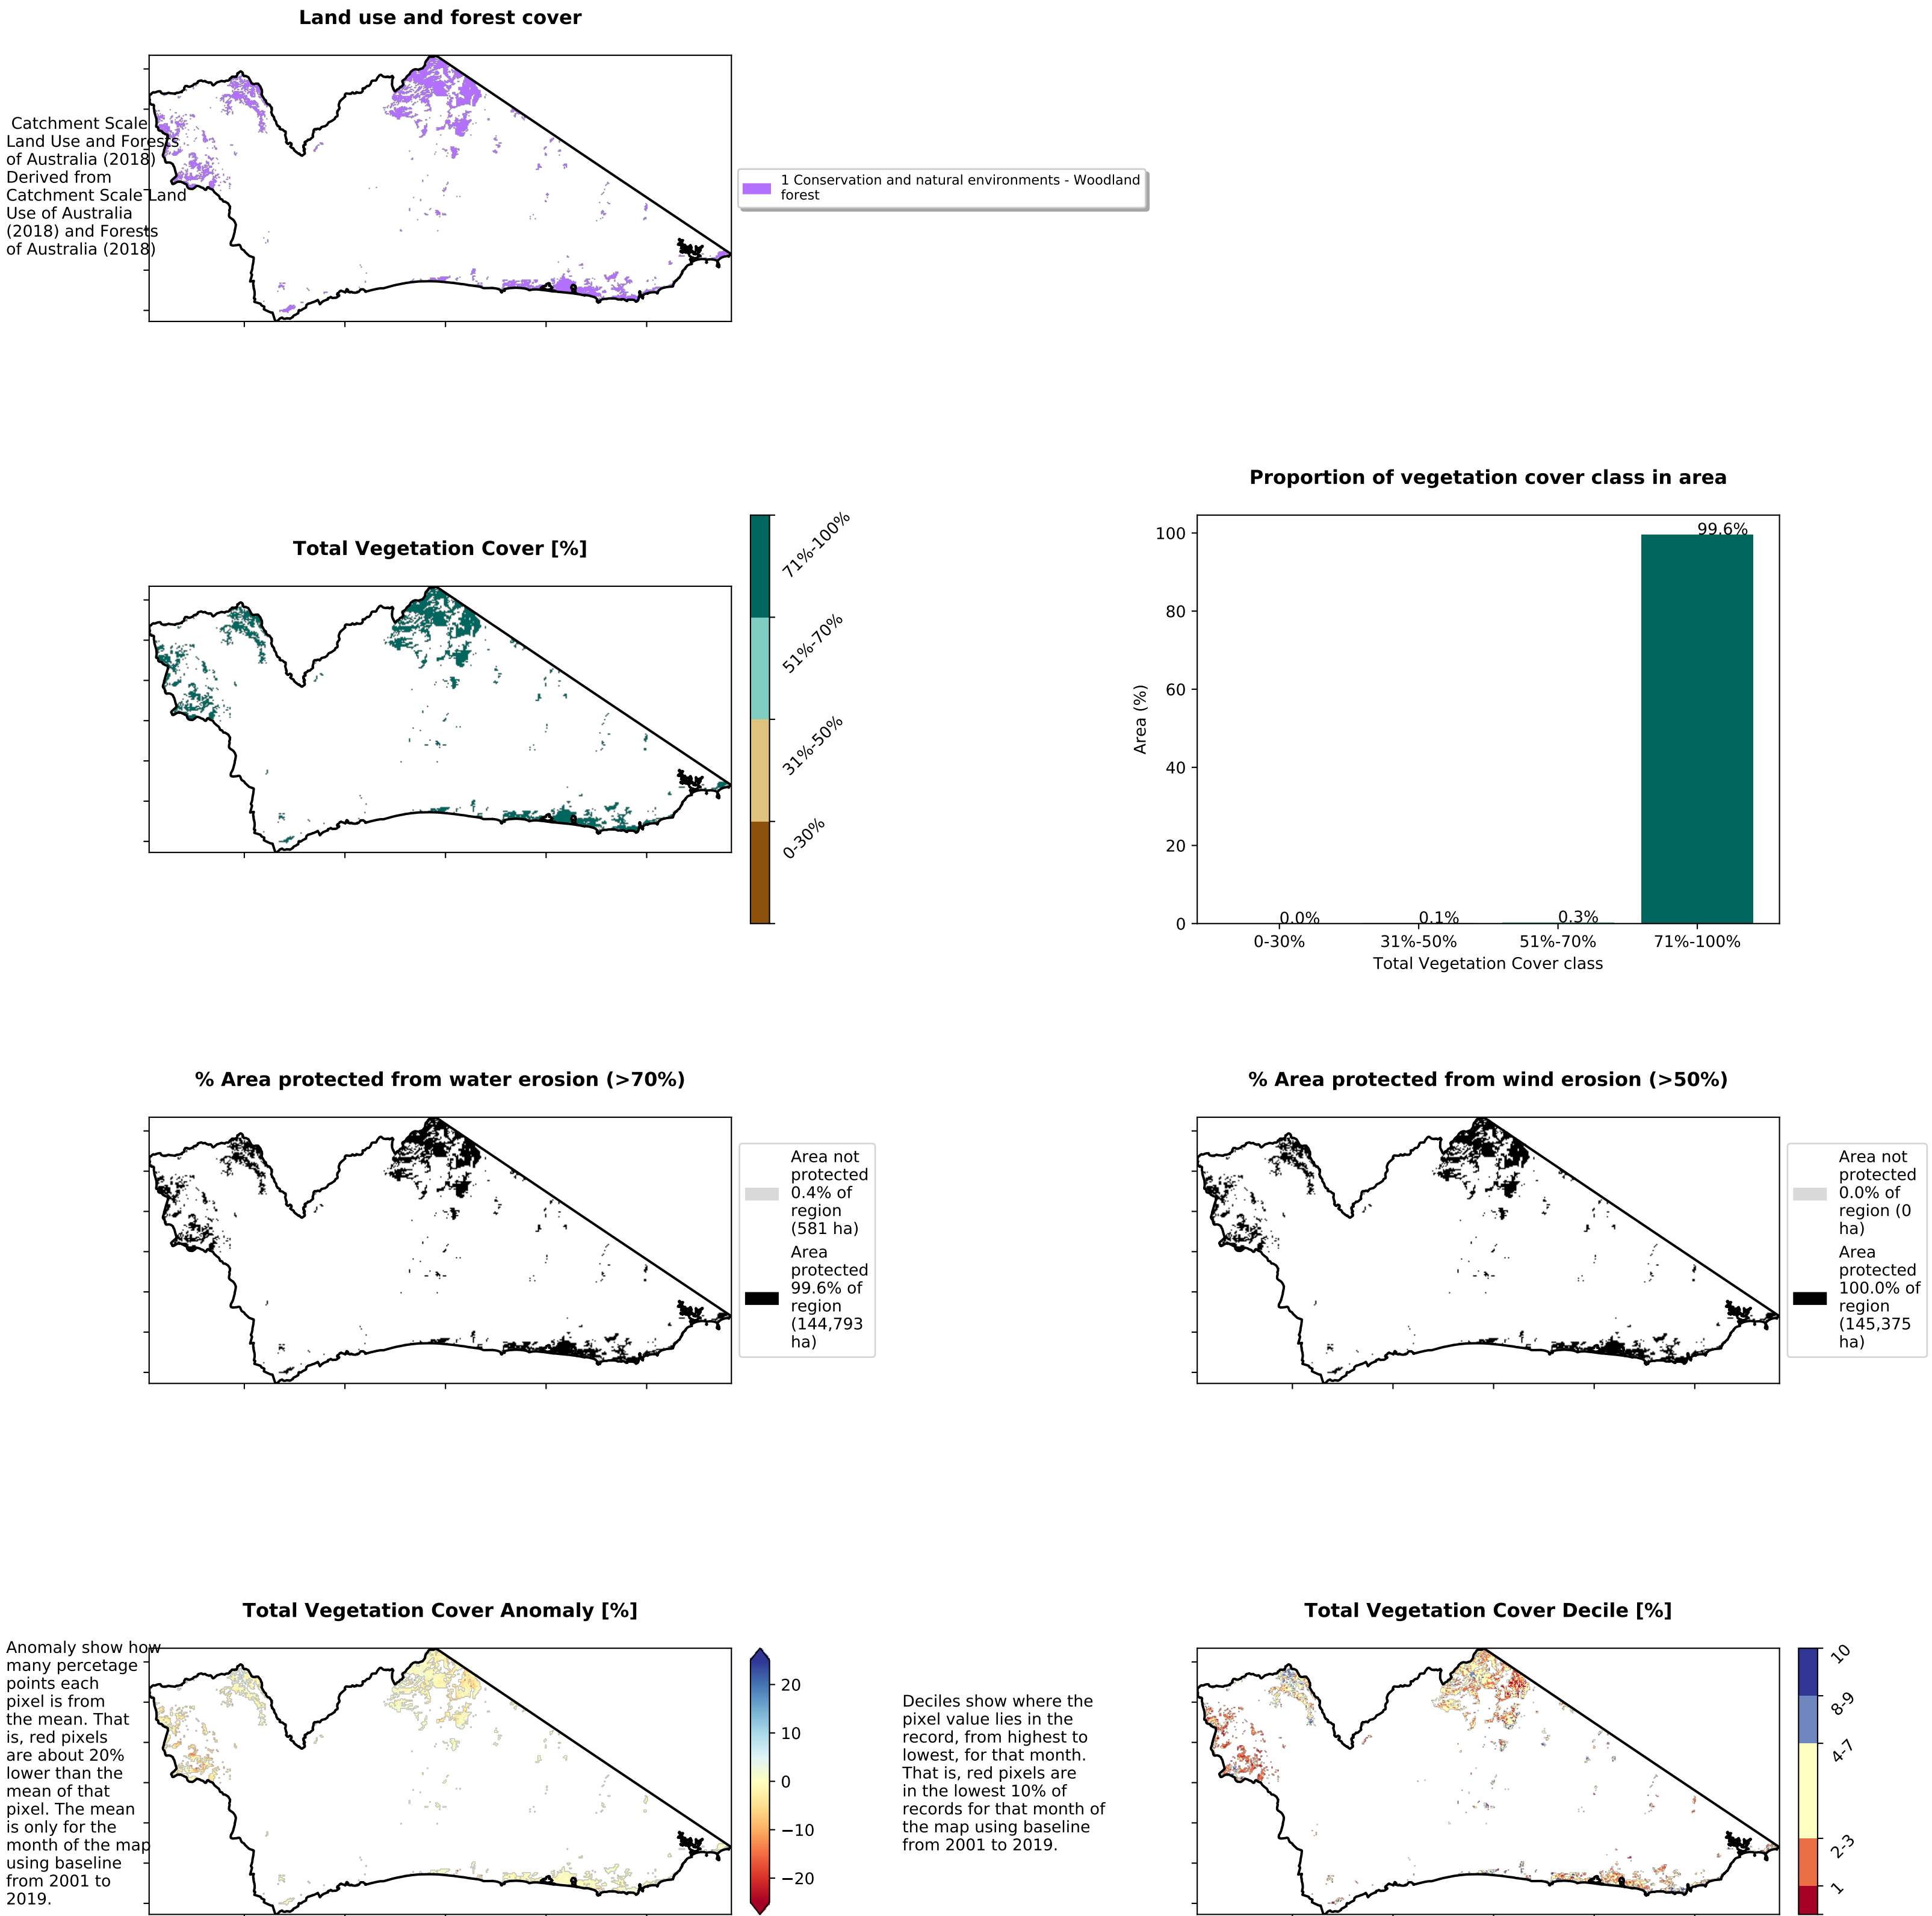 Land use and forest cover
Catchment Scale
Land Use and Forests
of Australia (2018)
Derived from
Catchment Scale Land
Use of Australia
(2018) and Forests
of Australia (2018)
1 Conservation and natural environments - Woodland
forest
Total Vegetation Cover [%]
71%-100%
51%-70%
31%-50%
0-30%
Proportion of vegetation cover class in area
Area (%)
100
80
60
40
20
0
0.0%
0.1%
0.3%
99.6%
0-30%
31%-50%
51%-70%
71%-100%
Total Vegetation Cover class
% Area protected from water erosion (>70%)
Area not
protected
0.4% of
region
(581 ha)
Area
protected
99.6% of
region
(144,793
ha)
% Area protected from wind erosion (>50%)
Area not
protected
0.0% of
region (0
ha)
Area
protected
100.0% of
region
(145,375
ha)
Total Vegetation Cover Anomaly [%]
Anomaly show how
many percetage
points each
pixel is from
the mean. That
is, red pixels
are about 20%
lower than the
mean of that
pixel. The mean
is only for the
month of the map
using baseline
from 2001 to
2019.
20
10
0
−10
−20
Total Vegetation Cover Decile [%]
Deciles show where the
pixel value lies in the
record, from highest to
lowest, for that month.
That is, red pixels are
in the lowest 10% of
records for that month of
the map using baseline
from 2001 to 2019.
10
8-9
4-7
2-3
1